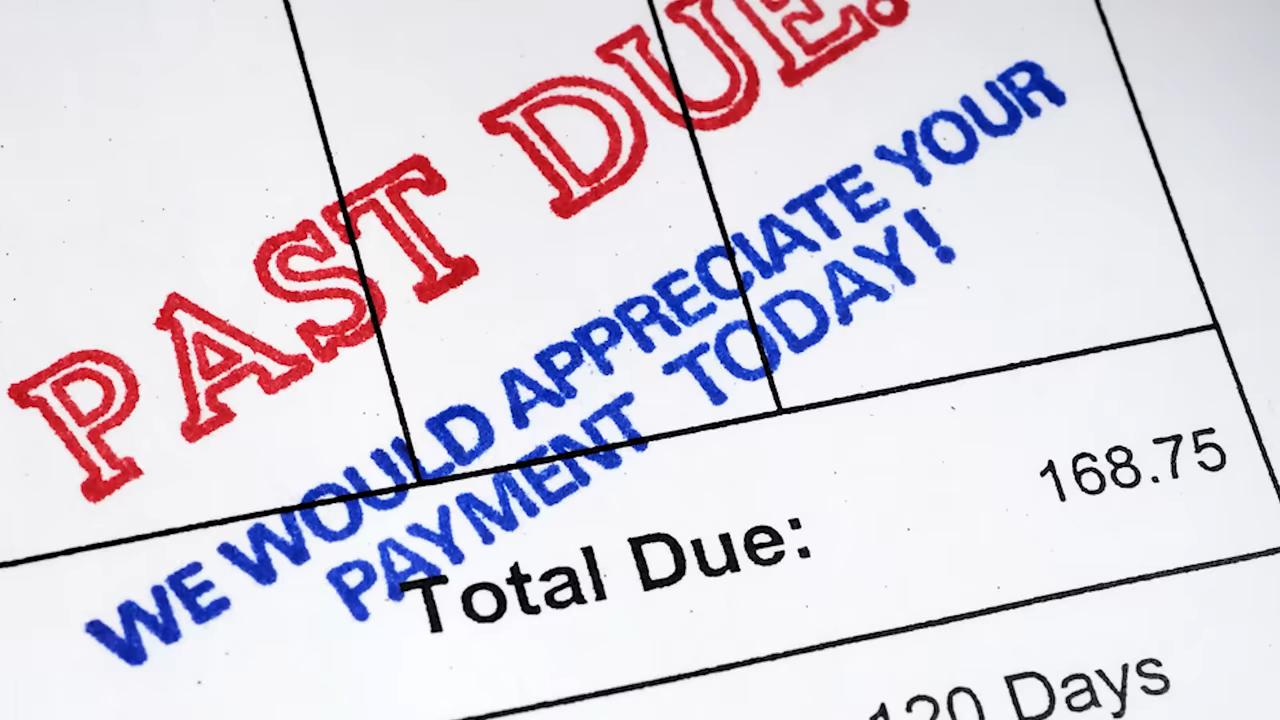 PAST DUE!
WE WOULD APPRECIATE YOUR
PAYMENT TODAY!
168.75
Total Due:
120 Days